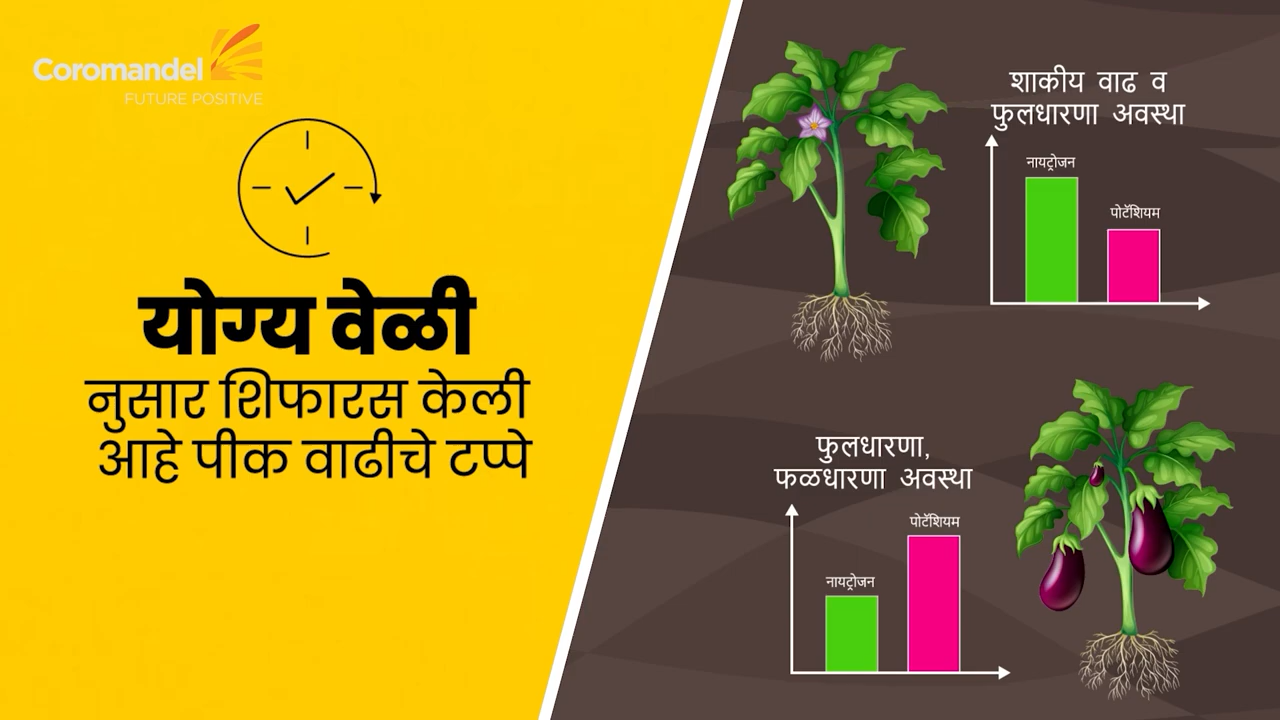 Coromandel
FUTURE POSITIVE
योग्य वेळी
नुसार शिफारस केली
आहे पीक वाढीचे टप्पे
शाकीय वाढ व
फुलधारणा अवस्था
नायट्रोजन
पोटॅशियम
फुलधारणा,
फळधारणा अवस्था
पोटॅशियम
नायट्रोजन